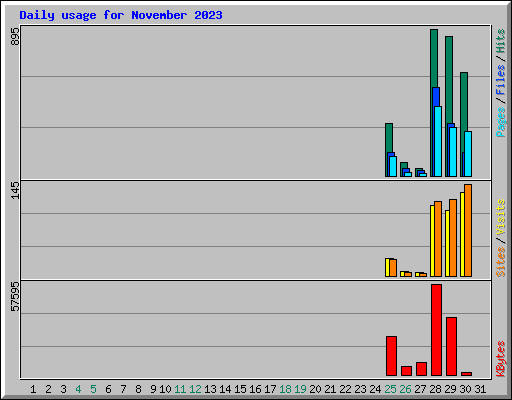 Daily usage for November 2023
895
Pages / Files / Hits
145
Sites / Visits
57595
KBytes
1 2 3 4 5 6 7 8 9 10 11 12 13 14 15 16 17 18 19 20 21 22 23 24 25 26 27 28 29 30 31